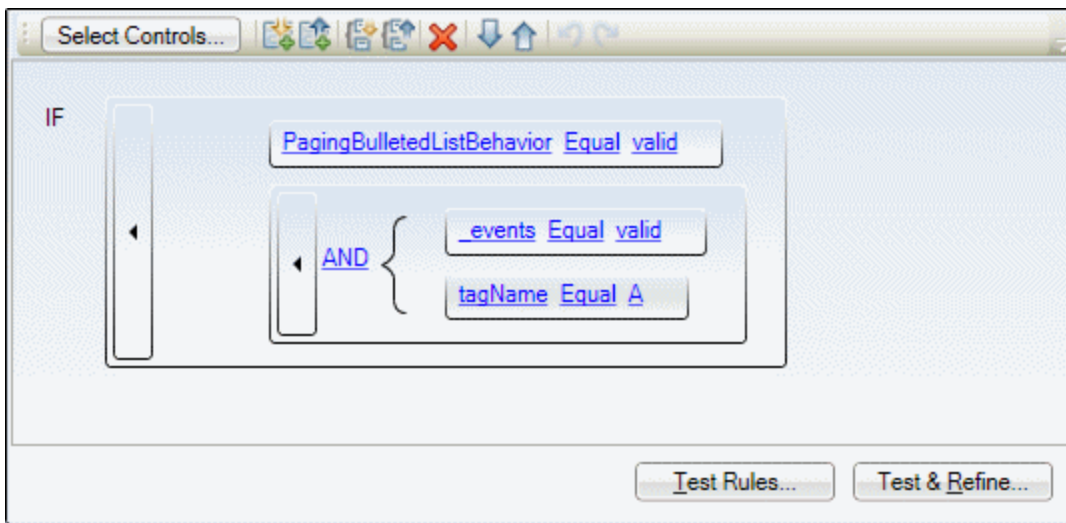 Select Controls...
IF
PagingBulletedListBehavior Equal valid
_events Equal valid
AND
tagName Equal A
Test Rules... Test & Refine...